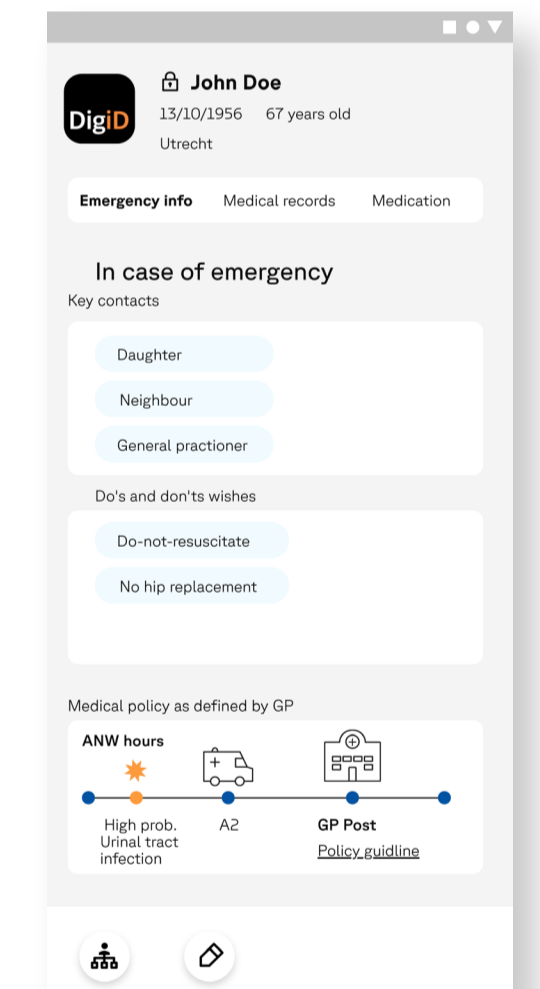 DigiD
John Doe
13/10/1956 67 years old
Utrecht
Emergency info Medical records Medication
In case of emergency
Key contacts
Daughter
Neighbour
General practioner
Do's and don'ts wishes
Do-not-resuscitate
No hip replacement
Medical policy as defined by GP
ANW hours
High prob. A2 GP Post
Urinal tract
infection
Policy guidline